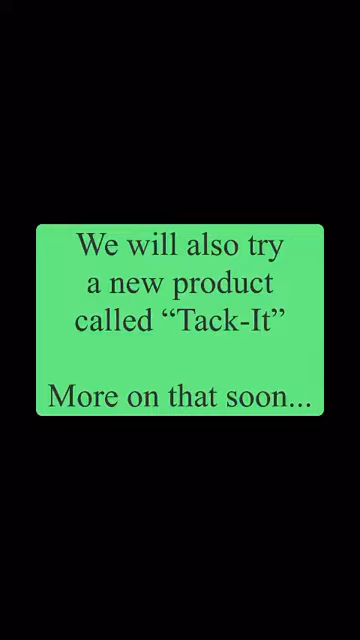 We will also try
a new product
called “Tack-It”
More on that soon...